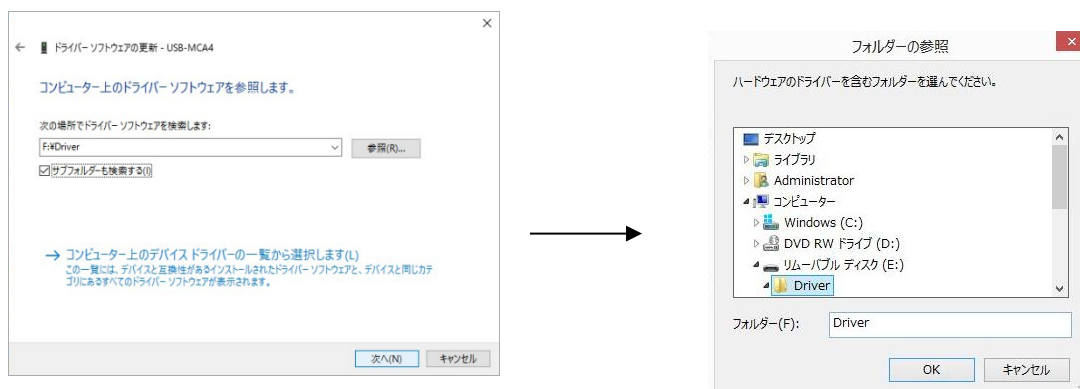 ドライバー ソフトウェアの更新 - USB-MCA4
コンピューター上のドライバー ソフトウェアを参照します。
次の場所でドライバー ソフトウェアを検索します:
F:¥Driver
参照(R)...
サブフォルダーも検索する(I)
コンピューター上のデバイス ドライバーの一覧から選択します(L)
この一覧には、デバイスと互換性があるインストールされたドライバー ソフトウェアと、デバイスと同じカテ
ゴリにあるすべてのドライバー ソフトウェアが表示されます。
次へ(N)
キャンセル
フォルダーの参照
ハードウェアのドライバーを含むフォルダーを選んでください。
デスクトップ
ライブラリ
Administrator
コンピューター
Windows (C:)
DVD RW ドライブ (D:)
リムーバブル ディスク (E:)
Driver
フォルダー(F):
Driver
OK
キャンセル